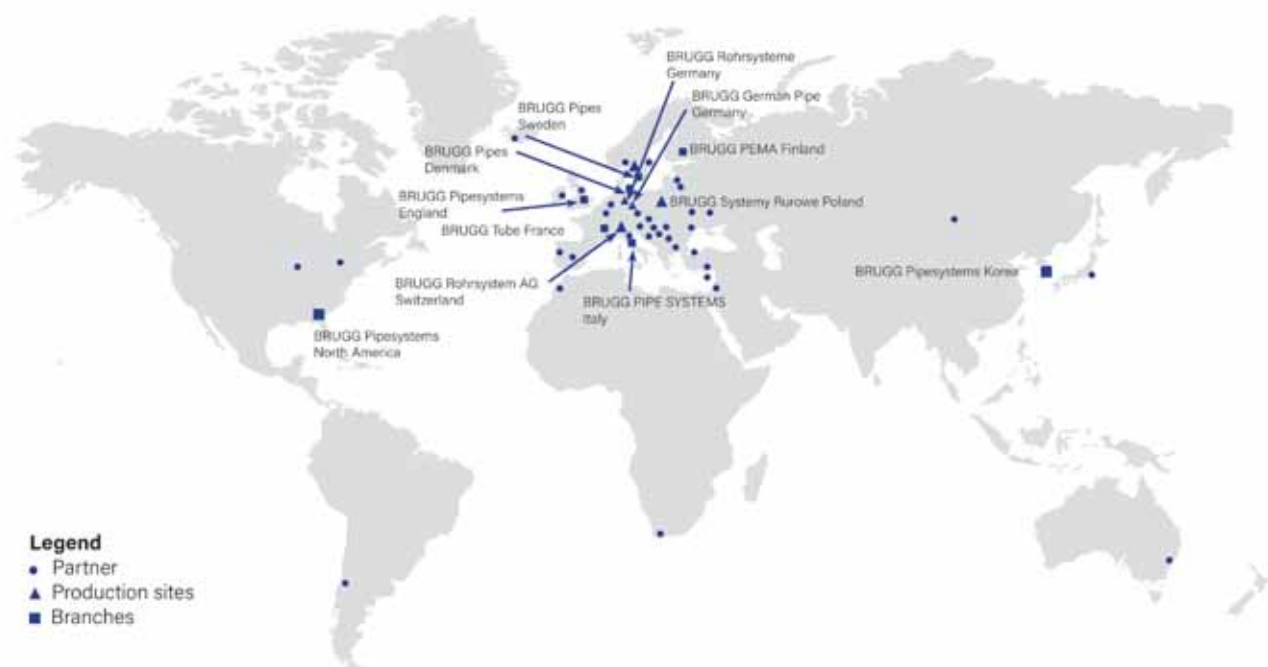 BRUGG Rohrsysteme
Germany
BRUGG German Pipe
Germany
BRUGG Pipes
Sweden
BRUGG Pipes
Denmark
BRUGG PEMA Finland
BRUGG Pipesystems
England
BRUGG Systemy Rurowe Poland
BRUGG Tube France
BRUGG Rohrsystem AG
Switzerland
BRUGG PIPE SYSTEMS
Italy
BRUGG Pipesystems Korea
BRUGG Pipesystems
North America
Legend
Partner
Production sites
Branches